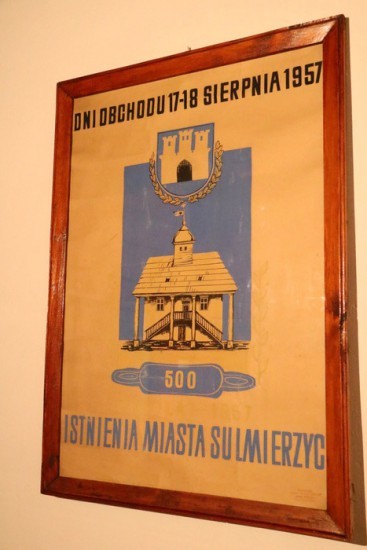 DNI OBCHODU 17-18 SIERPNIA 1957
500
ISTNIENIA MIASTA SULMIERZYC